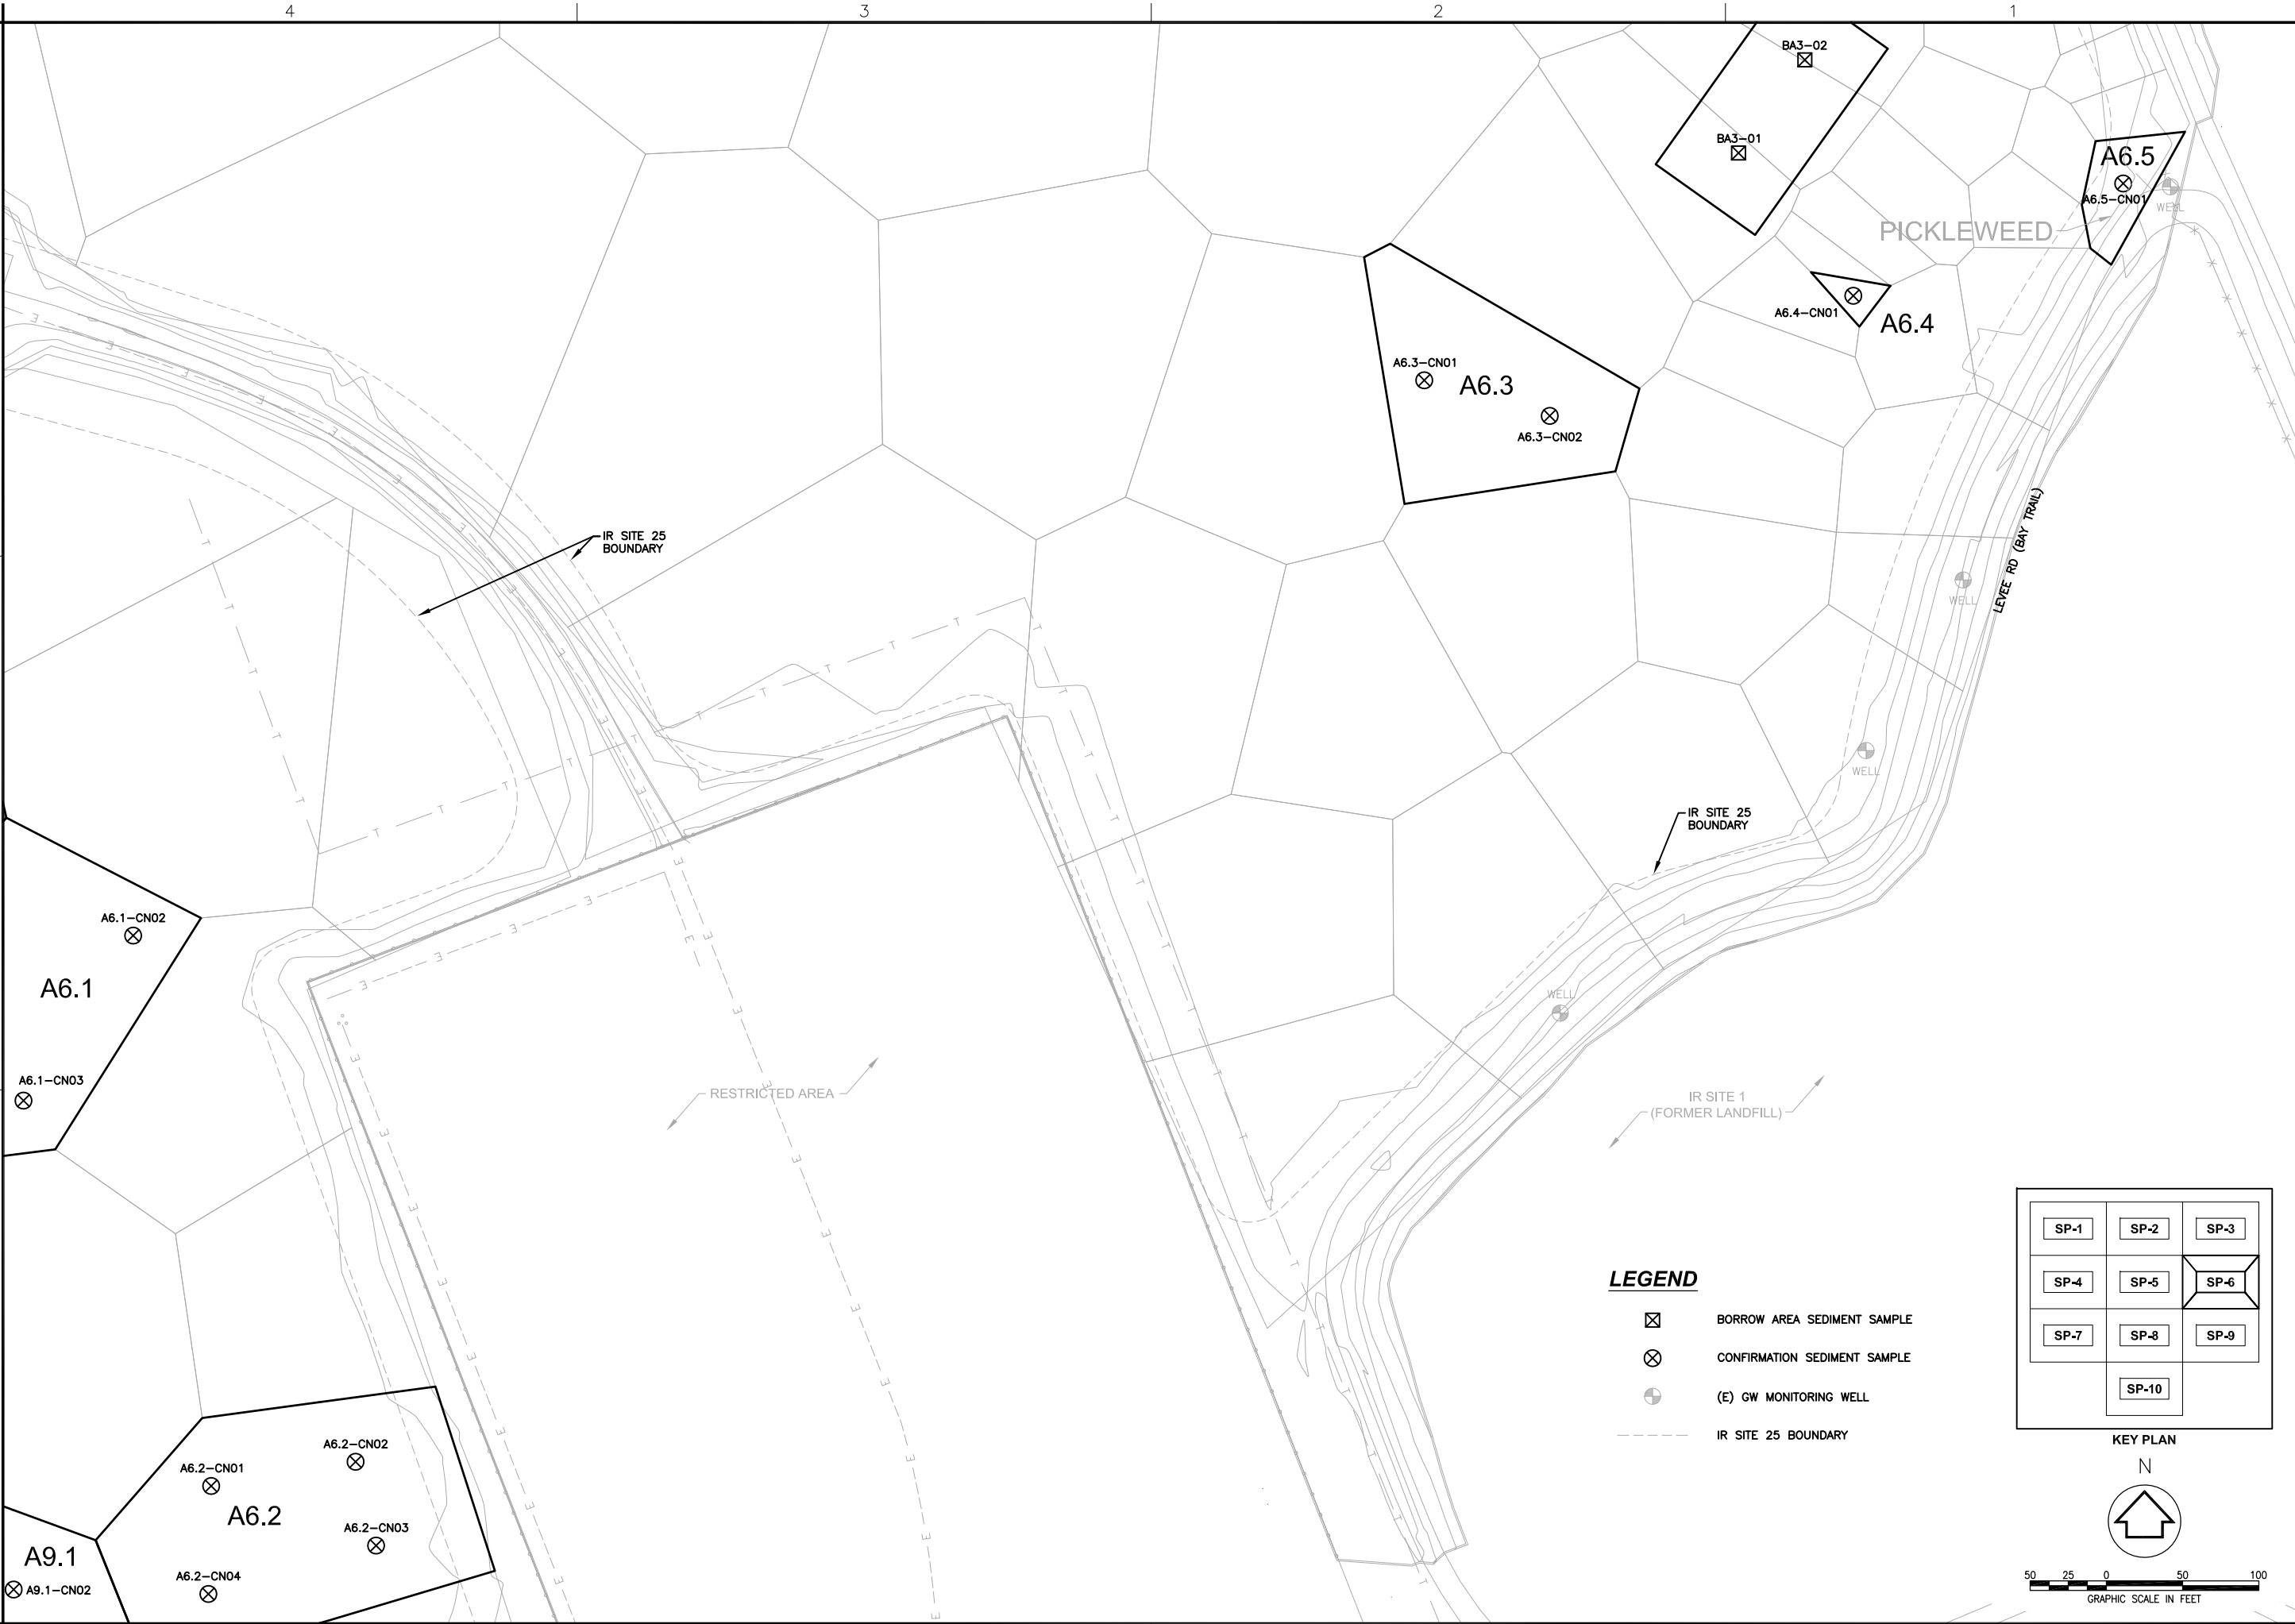 4
3
2
1
BA3-02
BA3-01
A6.5
A6.5-CN01
WELL
PICKLEWEED
A6.4-CN01
A6.4
A6.3-CN01
A6.3
A6.3-CN02
IR SITE 25
BOUNDARY
LEVEE RD (BAY TRAIL)
WELL
WELL
IR SITE 25
BOUNDARY
A6.1-CN02
A6.1
WELL
A6.1-CN03
RESTRICTED AREA
IR SITE 1
(FORMER LANDFILL)
LEGEND
BORROW AREA SEDIMENT SAMPLE
CONFIRMATION SEDIMENT SAMPLE
(E) GW MONITORING WELL
IR SITE 25 BOUNDARY
SP-1 SP-2 SP-3
SP-4 SP-5 SP-6
SP-7 SP-8 SP-9
SP-10
KEY PLAN
N
A6.2-CN02
A6.2-CN01
A6.2
A6.2-CN03
A9.1
A6.2-CN04
A9.1-CN02
50 25 0 50 100
GRAPHIC SCALE IN FEET